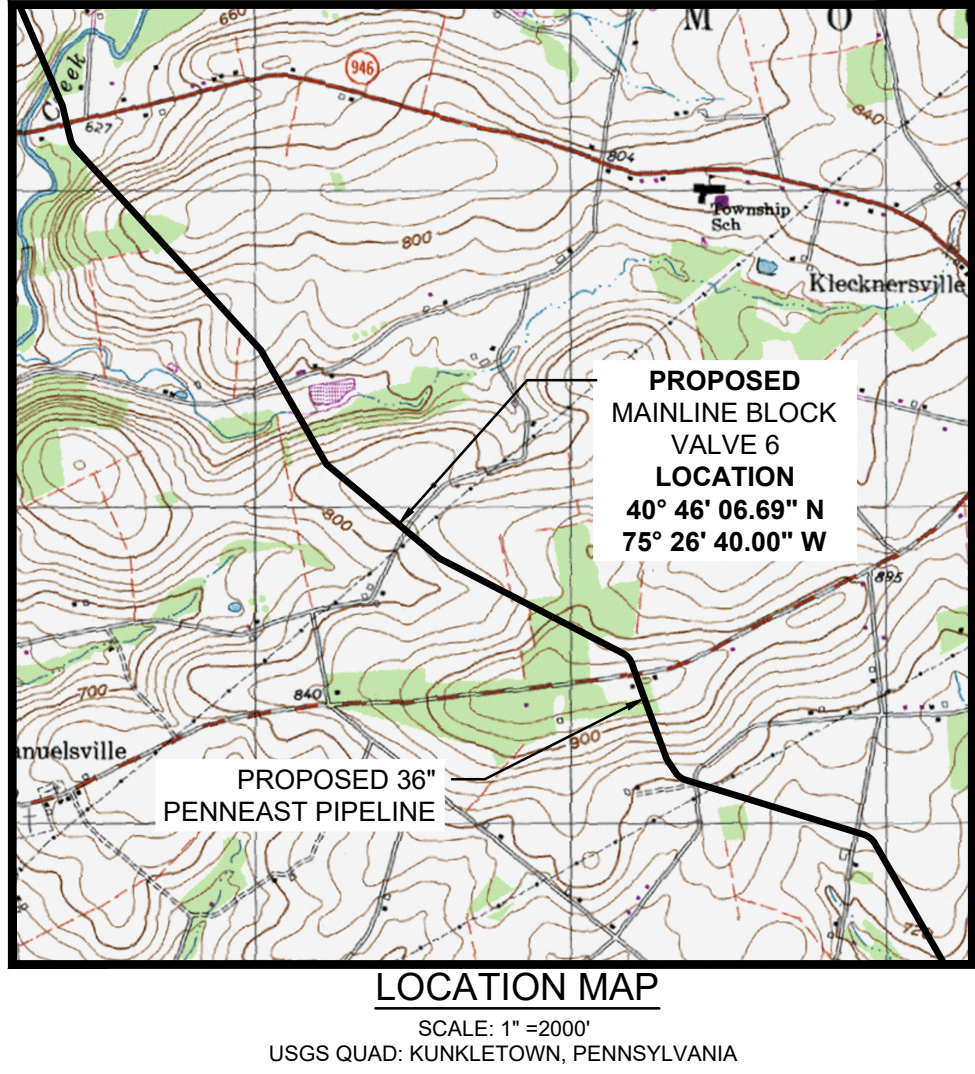 660
M O
946
Creek
627
640
804
Township
Sch
800
Klecknersville
PROPOSED
MAINLINE BLOCK
VALVE 6
LOCATION
40° 46' 06.69" N
75° 26' 40.00" W
800
895
700
840
900
anuelsville
PROPOSED 36"
PENNEAST PIPELINE
LOCATION MAP
SCALE: 1" =2000'
USGS QUAD: KUNKLETOWN, PENNSYLVANIA